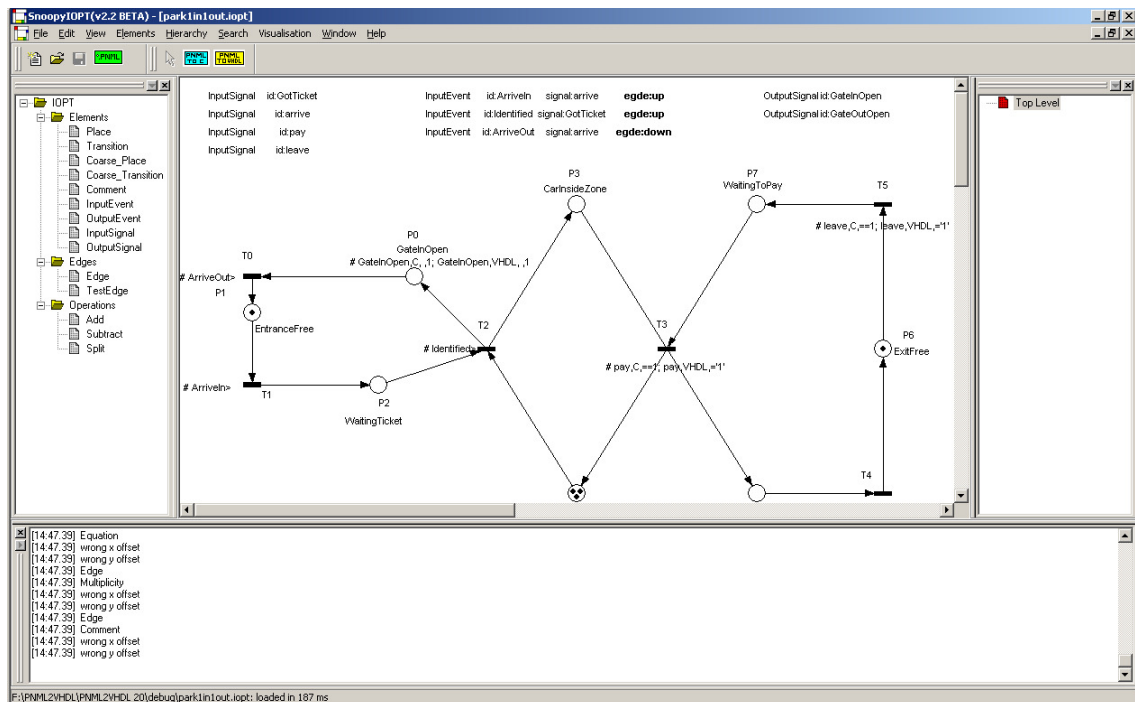 SnoopyIOPT(v2.2 BETA) - [park1in1out.iopt]
File Edit View Elements Hierarchy Search Visualisation Window Help
PNML PNML TO C PNML TO VHDL
IOPT
Elements
Place
Transition
Coarse_Place
Coarse_Transition
Comment
InputEvent
OutputEvent
InputSignal
OutputSignal
Edges
Edge
TestEdge
Operations
Add
Subtract
Split
InputSignal id:GotTicket InputEvent id:ArriveIn signal:arrive egde:up OutputSignal id:GateInOpen
InputSignal id:arrive InputEvent id:Identified signal:GotTicket egde:up OutputSignal id:GateOutOpen
InputSignal id:pay InputEvent id:ArriveOut signal:arrive egde:down
InputSignal id:leave
P3
CarInsideZone
P7
WaitingToPay
T5
# leave,C,==1; leave,VHDL,='1'
P0
GateInOpen
# GateInOpen,C, ,1; GateInOpen,VHDL, ,1
T0
# ArriveOut>
P1
EntranceFree
T2
# Identified>
T3
# pay,C,==1; pay,VHDL,='1'
P6
ExitFree
# ArriveIn>
T1
P2
WaitingTicket
T4
Top Level
[14:47.39] Equation
[14:47.39] wrong x offset
[14:47.39] wrong y offset
[14:47.39] Edge
[14:47.39] Multiplicity
[14:47.39] wrong x offset
[14:47.39] wrong y offset
[14:47.39] Edge
[14:47.39] Comment
[14:47.39] wrong x offset
[14:47.39] wrong y offset
F:\PNML2VHDL\PNML2VHDL 20\debug\park1in1out.iopt: loaded in 187 ms